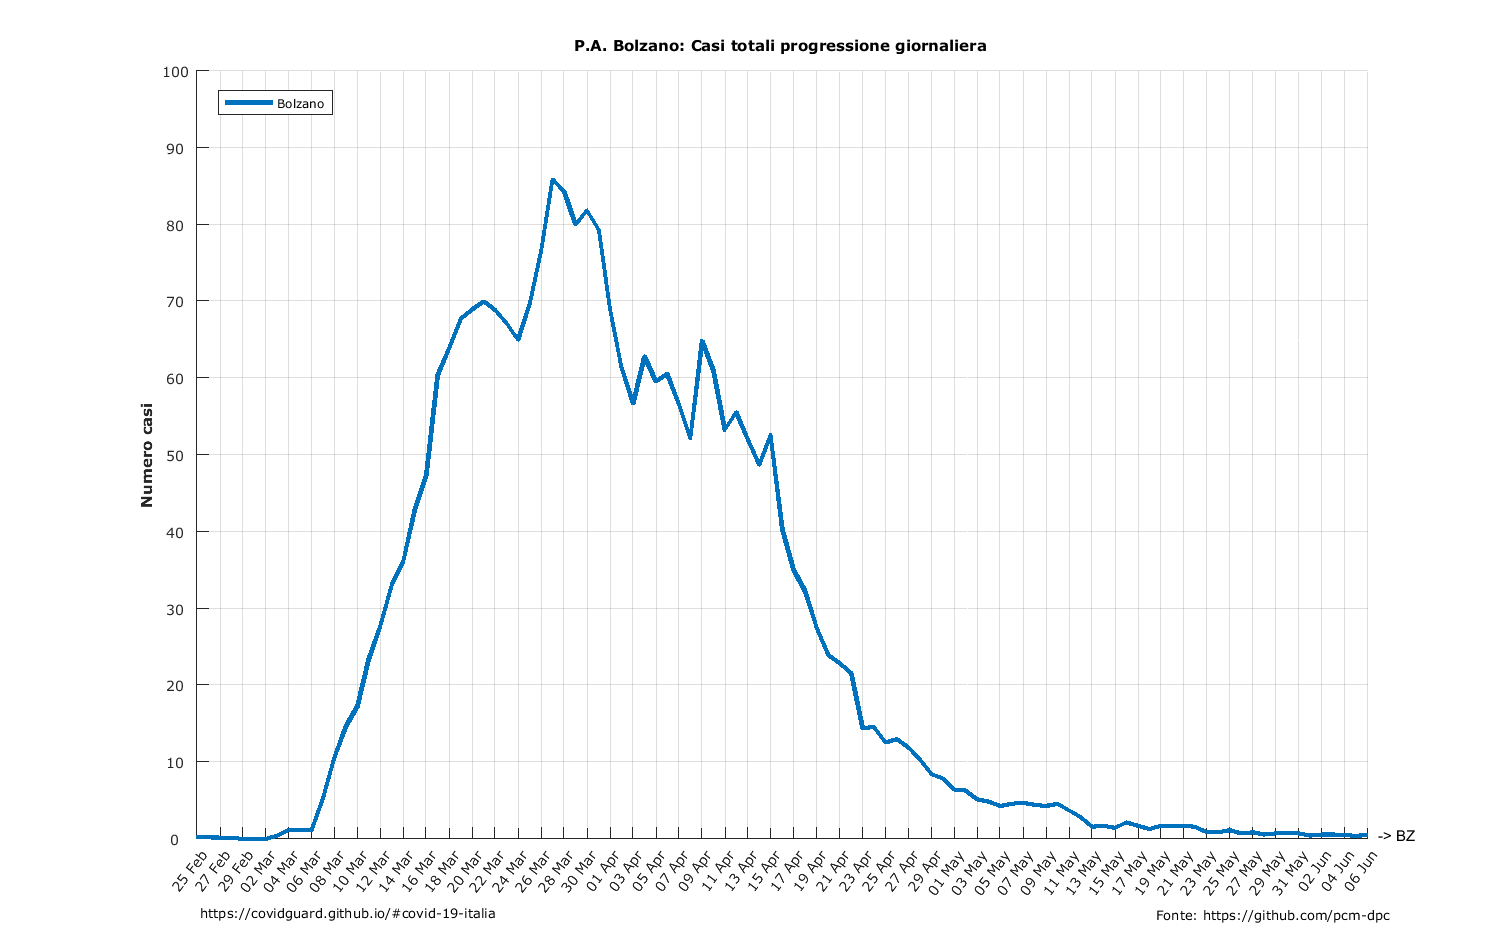 P.A. Bolzano: Casi totali progressione giornaliera
Bolzano
Numero casi
100
90
80
70
60
50
40
30
20
10
0
25 Feb
27 Feb
29 Feb
02 Mar
04 Mar
06 Mar
08 Mar
10 Mar
12 Mar
14 Mar
16 Mar
18 Mar
20 Mar
22 Mar
24 Mar
26 Mar
28 Mar
30 Mar
01 Apr
03 Apr
05 Apr
07 Apr
09 Apr
11 Apr
13 Apr
15 Apr
17 Apr
19 Apr
21 Apr
23 Apr
25 Apr
27 Apr
29 Apr
01 May
03 May
05 May
07 May
09 May
11 May
13 May
15 May
17 May
19 May
21 May
23 May
25 May
27 May
29 May
31 May
02 Jun
04 Jun
06 Jun
-> BZ
https://covidguard.github.io/#covid-19-italia
Fonte: https://github.com/pcm-dpc